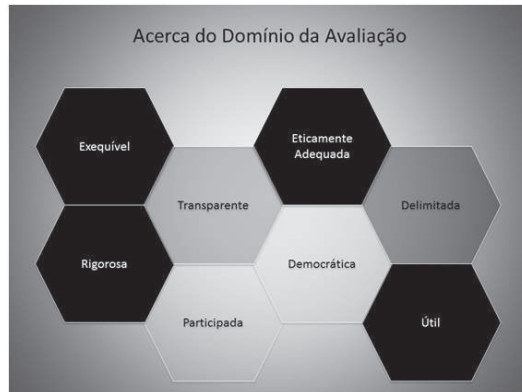 Acerca do Domínio da Avaliação
Exequível
Eticamente
Adequada
Transparente
Delimitada
Rigorosa
Democrática
Participada
Útil